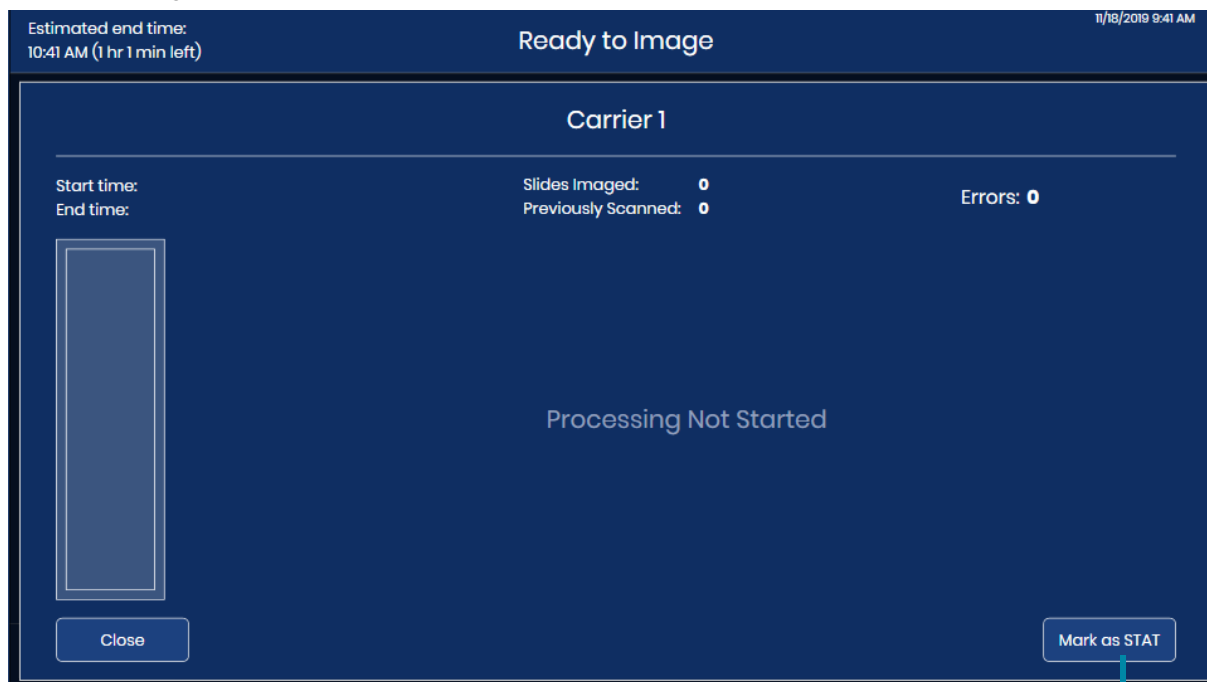 Estimated end time:
10:41 AM (1 hr 1 min left)
Ready to Image
11/18/2019 9:41 AM
Carrier 1
Start time:
End time:
Slides Imaged: 0
Previously Scanned: 0
Errors: 0
Processing Not Started
Close
Mark as STAT